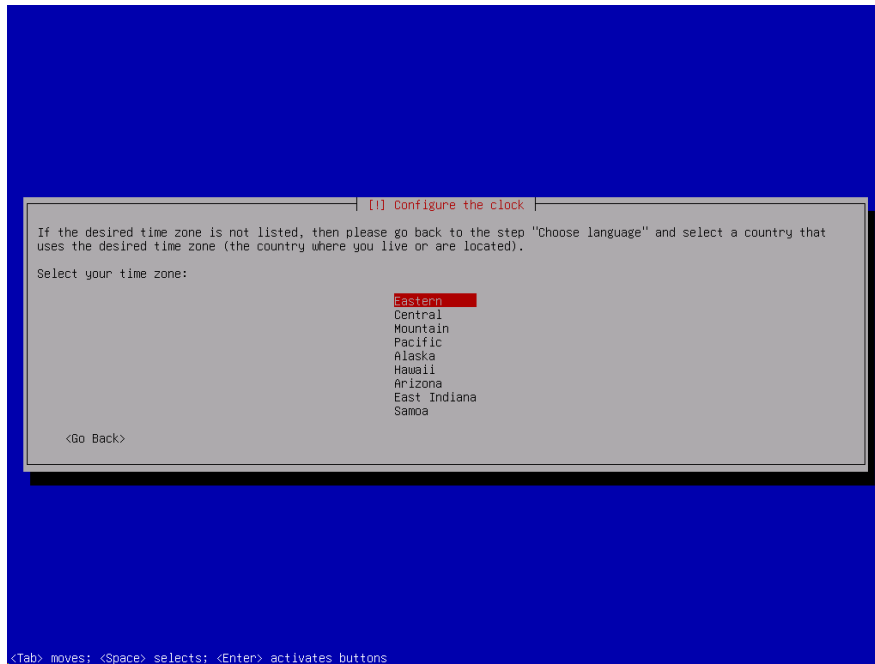 [!] Configure the clock
If the desired time zone is not listed, then please go back to the step "Choose language" and select a country that
uses the desired time zone (the country where you live or are located).
Select your time zone:
Eastern
Central
Mountain
Pacific
Alaska
Hawaii
Arizona
East Indiana
Samoa
<Go Back>
<Tab> moves; <Space> selects; <Enter> activates buttons